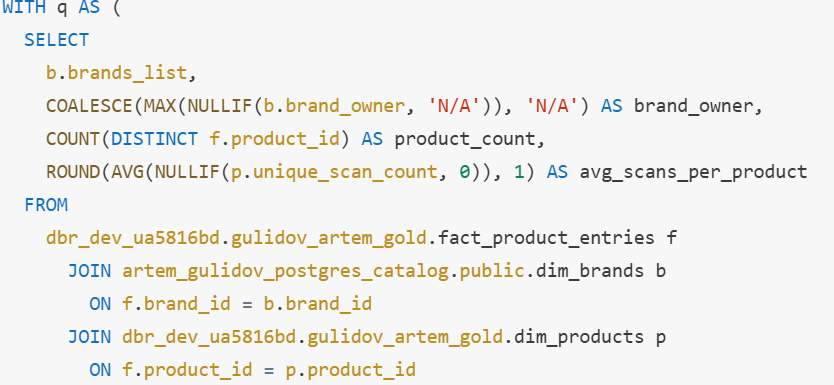 WITH q AS (
SELECT
b.brands_list,
COALESCE(MAX(NULLIF(b.brand_owner, 'N/A')), 'N/A') AS brand_owner,
COUNT(DISTINCT f.product_id) AS product_count,
ROUND(AVG(NULLIF(p.unique_scan_count, 0)), 1) AS avg_scans_per_product
FROM
dbr_dev_ua5816bd.gulidov_artem_gold.fact_product_entries f
JOIN artem_gulidov_postgres_catalog.public.dim_brands b
ON f.brand_id = b.brand_id
JOIN dbr_dev_ua5816bd.gulidov_artem_gold.dim_products p
ON f.product_id = p.product_id